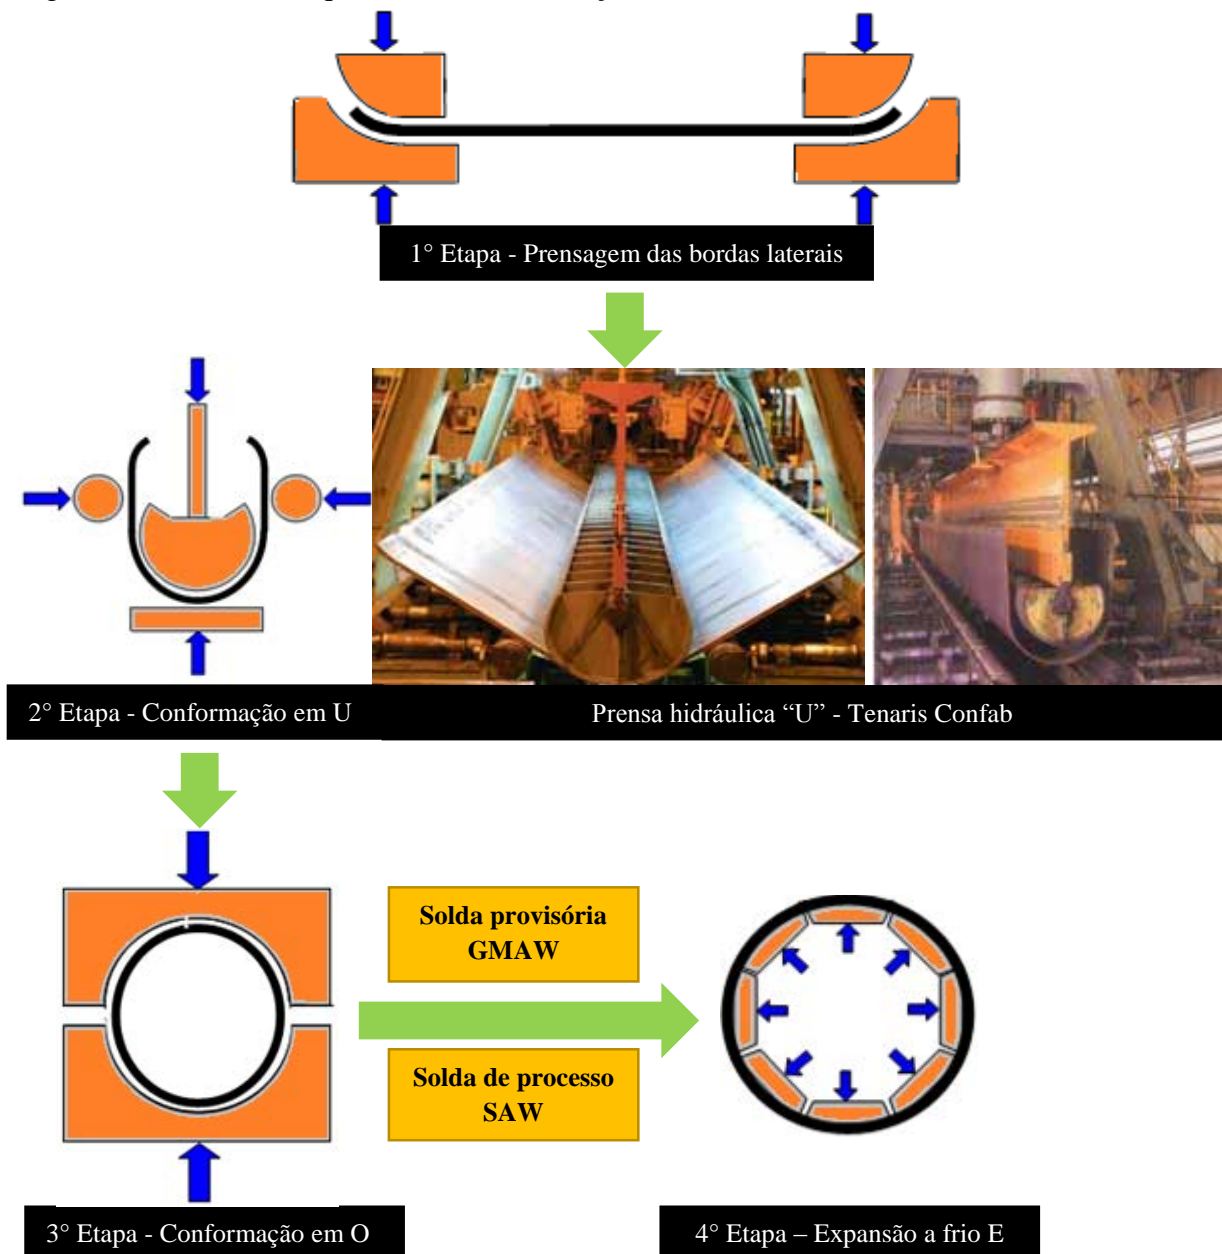 1° Etapa - Prensagem das bordas laterais
2° Etapa - Conformação em U
Prensa hidráulica “U” - Tenaris Confab
Solda provisória
GMAW
Solda de processo
SAW
3° Etapa - Conformação em O
4° Etapa – Expansão a frio E